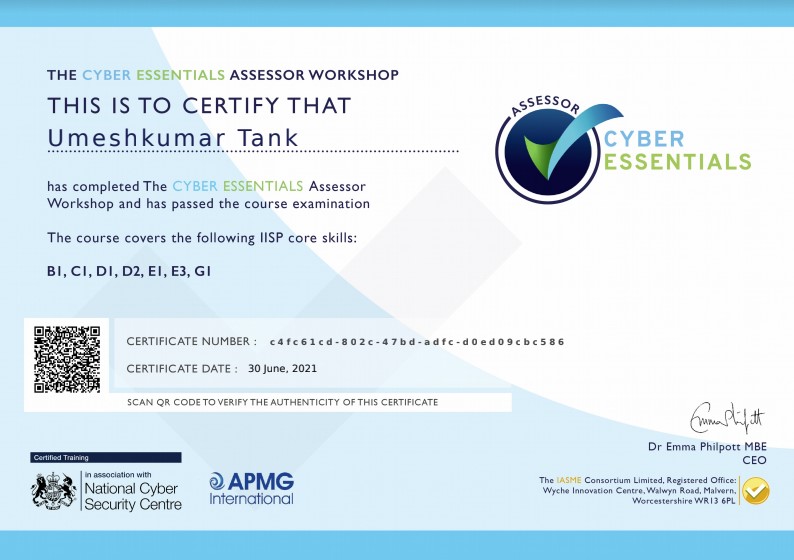 THE CYBER ESSENTIALS ASSESSOR WORKSHOP
THIS IS TO CERTIFY THAT
Umeshkumar Tank
ASSESSOR
CYBER
ESSENTIALS
has completed The CYBER ESSENTIALS Assessor
Workshop and has passed the course examination
The course covers the following IISP core skills:
B1, C1, D1, D2, E1, E3, G1
CERTIFICATE NUMBER : c4fc61cd-802c-47bd-adfc-d0ed09cbc586
CERTIFICATE DATE : 30 June, 2021
SCAN QR CODE TO VERIFY THE AUTHENTICITY OF THIS CERTIFICATE
Emma Philpott
Dr Emma Philpott MBE
CEO
Certified Training
in association with
National Cyber
Security Centre
APMG
International
The IASME Consortium Limited, Registered Office:
Wyche Innovation Centre, Walwyn Road, Malvern,
Worcestershire WR13 6PL